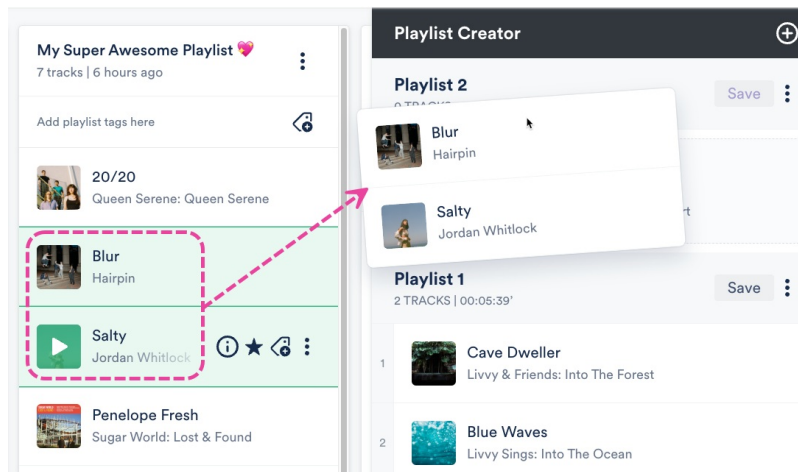 My Super Awesome Playlist 💖
7 tracks | 6 hours ago
Add playlist tags here
20/20
Queen Serene: Queen Serene
Blur
Hairpin
Salty
Jordan Whitlock
Penelope Fresh
Sugar World: Lost & Found
Playlist Creator
Playlist 2
Save
Blur
Hairpin
Salty
Jordan Whitlock
Playlist 1
2 TRACKS | 00:05:39'
Save
1
Cave Dweller
Livvy & Friends: Into The Forest
2
Blue Waves
Livvy Sings: Into The Ocean